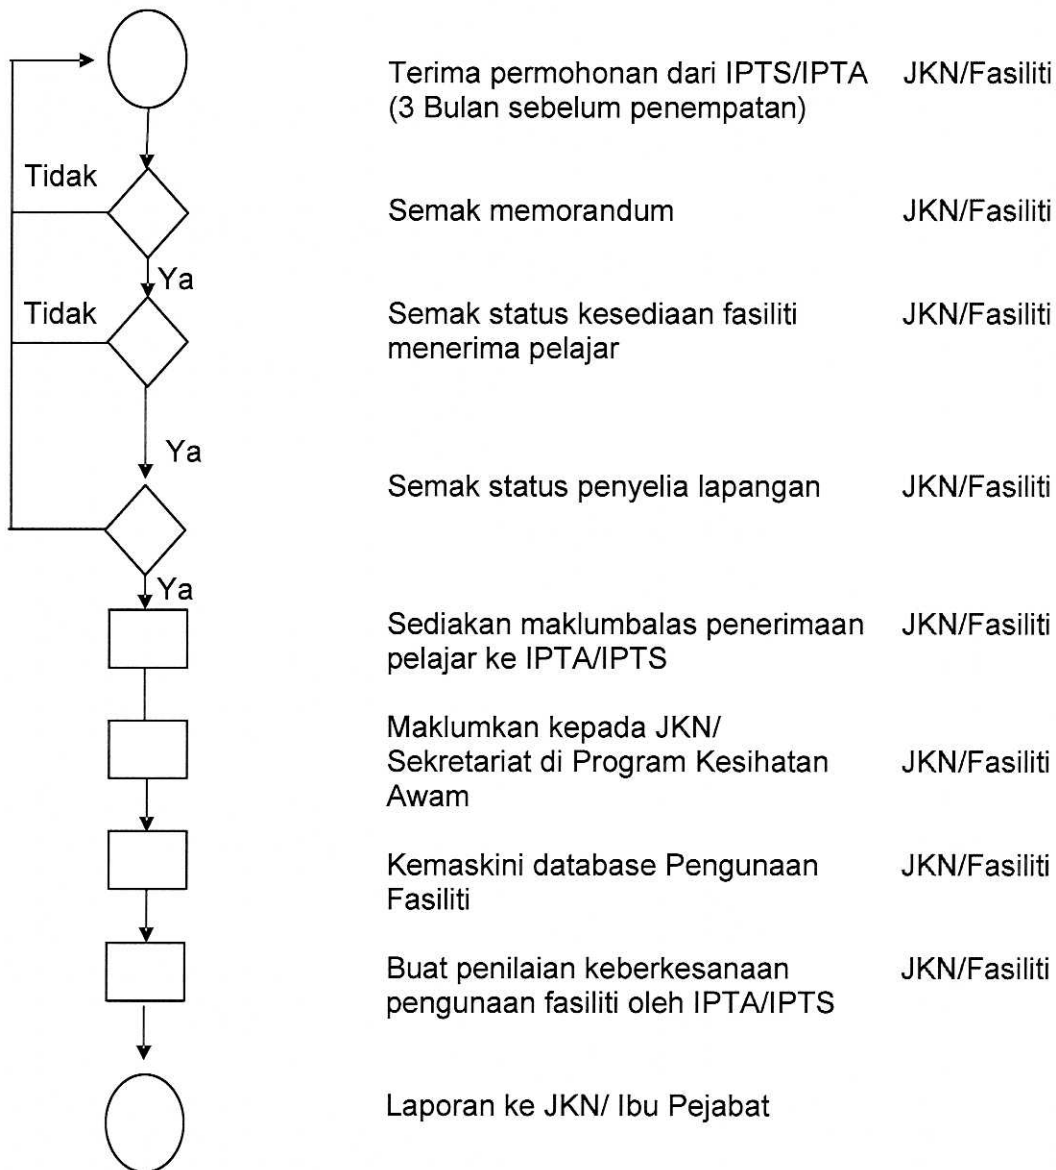 Terima permohonan dari IPTS/IPTA JKN/Fasiliti
(3 Bulan sebelum penempatan)
Tidak
Semak memorandum JKN/Fasiliti
Ya
Tidak Semak status kesediaan fasiliti JKN/Fasiliti
menerima pelajar
Ya
Semak status penyelia lapangan JKN/Fasiliti
Ya
Sediakan maklumbalas penerimaan JKN/Fasiliti
pelajar ke IPTA/IPTS
Maklumkan kepada JKN/
Sekretariat di Program Kesihatan JKN/Fasiliti
Awam
Kemaskini database Pengunaan JKN/Fasiliti
Fasiliti
Buat penilaian keberkesanaan JKN/Fasiliti
pengunaan fasiliti oleh IPTA/IPTS
Laporan ke JKN/ Ibu Pejabat